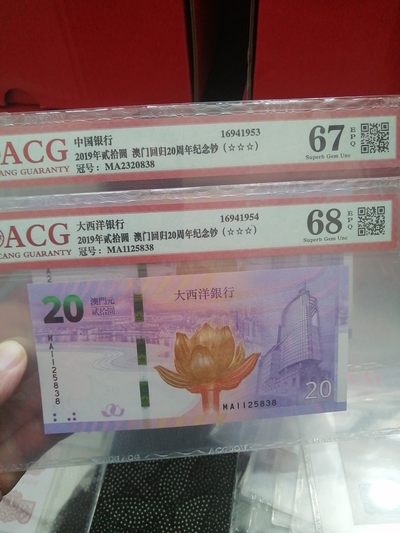 ACG
ANG GUARANTY
中国银行
16941953
2019年贰拾圆 澳门回归20周年纪念钞 (☆☆☆)
冠号: MA2320838
67 EPQ
Superb Gem Unc
ACG
ANG GUARANTY
大西洋银行
16941954
2019年贰拾圆 澳门回归20周年纪念钞 (☆☆☆)
冠号: MA1125838
68 EPQ
Superb Gem Unc
20 澳門元
貳拾圓
大西洋銀行
MA1125838
MA1125838
20